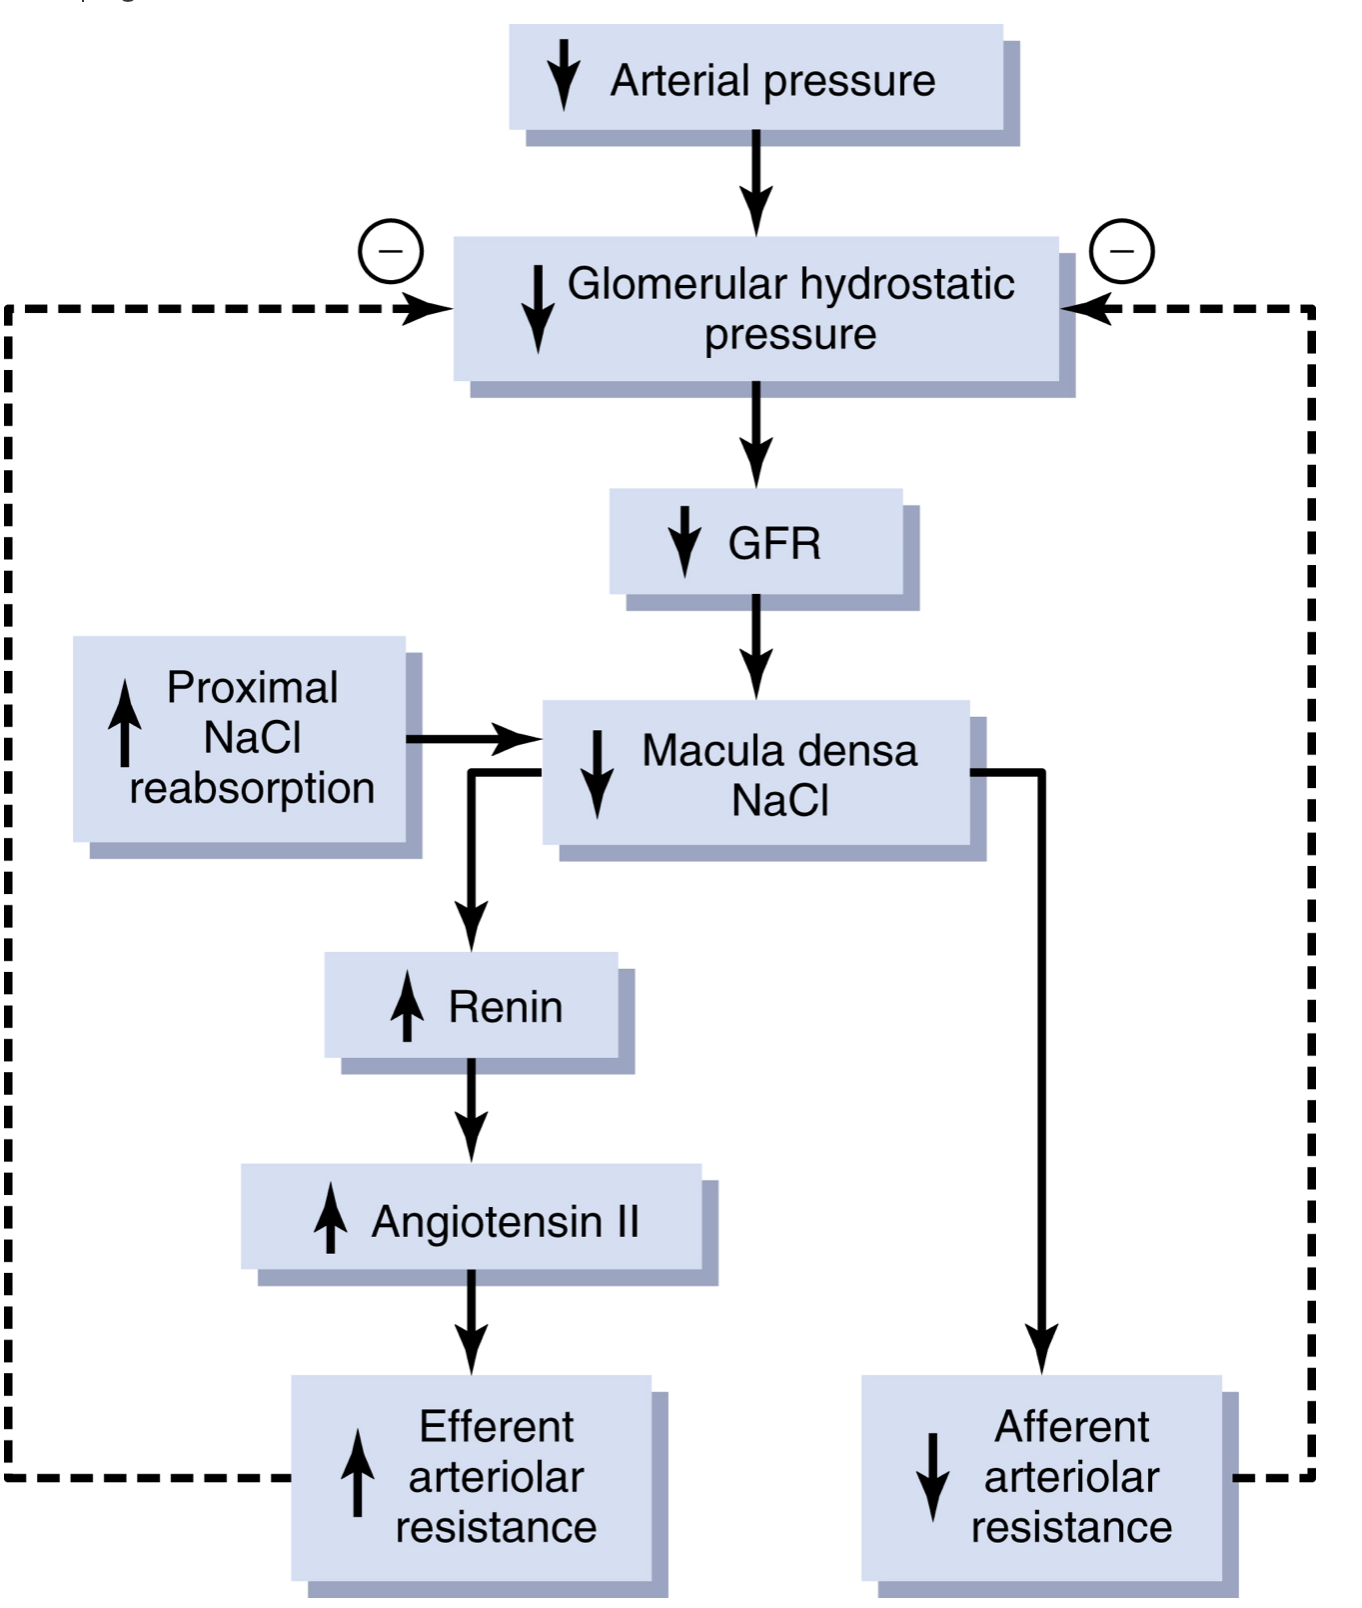 Arterial pressure
−
−
Glomerular hydrostatic
pressure
GFR
Proximal
NaCl
reabsorption
Macula densa
NaCl
Renin
Angiotensin II
Efferent
arteriolar
resistance
Afferent
arteriolar
resistance